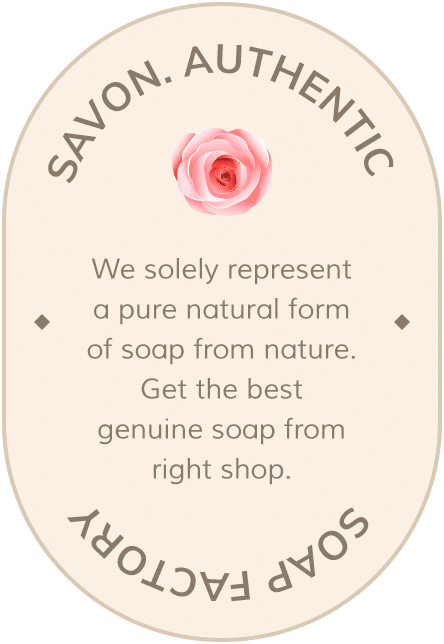 SAVON. AUTHENTIC
We solely represent
a pure natural form
of soap from nature.
Get the best
genuine soap from
right shop.
SOAP FACTORY